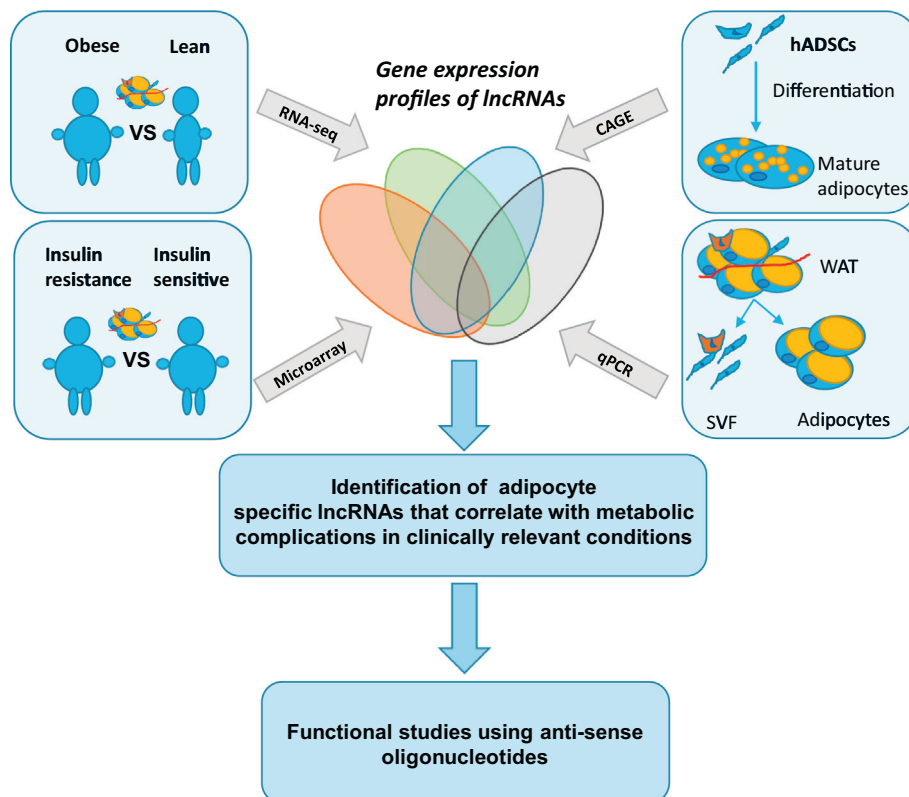 Obese Lean
VS
RNA-seq
Gene expression
profiles of lncRNAs
CAGE
hADSCs
Differentiation
Mature
adipocytes
Insulin
resistance
Insulin
sensitive
VS
Microarray
qPCR
WAT
SVF
Adipocytes
Identification of adipocyte
specific lncRNAs that correlate with metabolic
complications in clinically relevant conditions
Functional studies using anti-sense
oligonucleotides